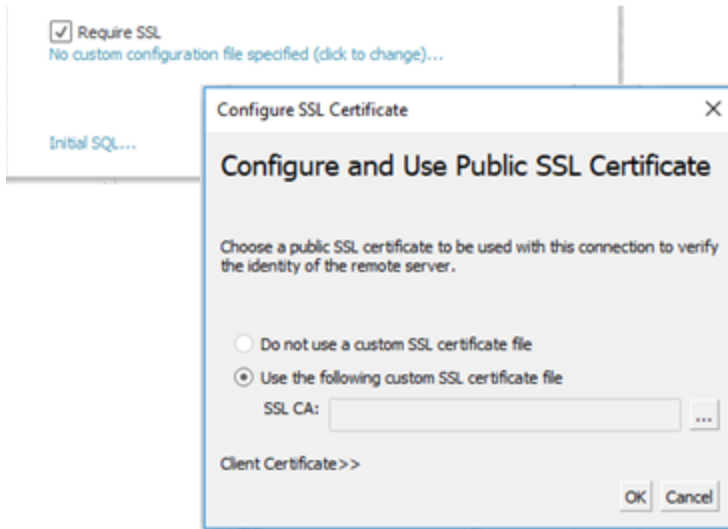 Require SSL
No custom configuration file specified (click to change)...
Initial SQL...
Configure SSL Certificate
Configure and Use Public SSL Certificate
Choose a public SSL certificate to be used with this connection to verify
the identity of the remote server.
Do not use a custom SSL certificate file
Use the following custom SSL certificate file
SSL CA:
...
Client Certificate>>
OK Cancel